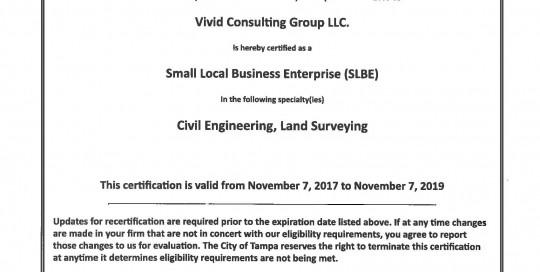 Vivid Consulting Group LLC.
Is hereby certified as a
Small Local Business Enterprise (SLBE)
In the following specialty(ies)
Civil Engineering, Land Surveying
This certification is valid from November 7, 2017 to November 7, 2019
Updates for recertification are required prior to the expiration date listed above. If at any time changes
are made in your firm that are not in concert with our eligibility requirements, you agree to report
those changes to us for evaluation. The City of Tampa reserves the right to terminate this certification
at anytime it determines eligibility requirements are not being met.